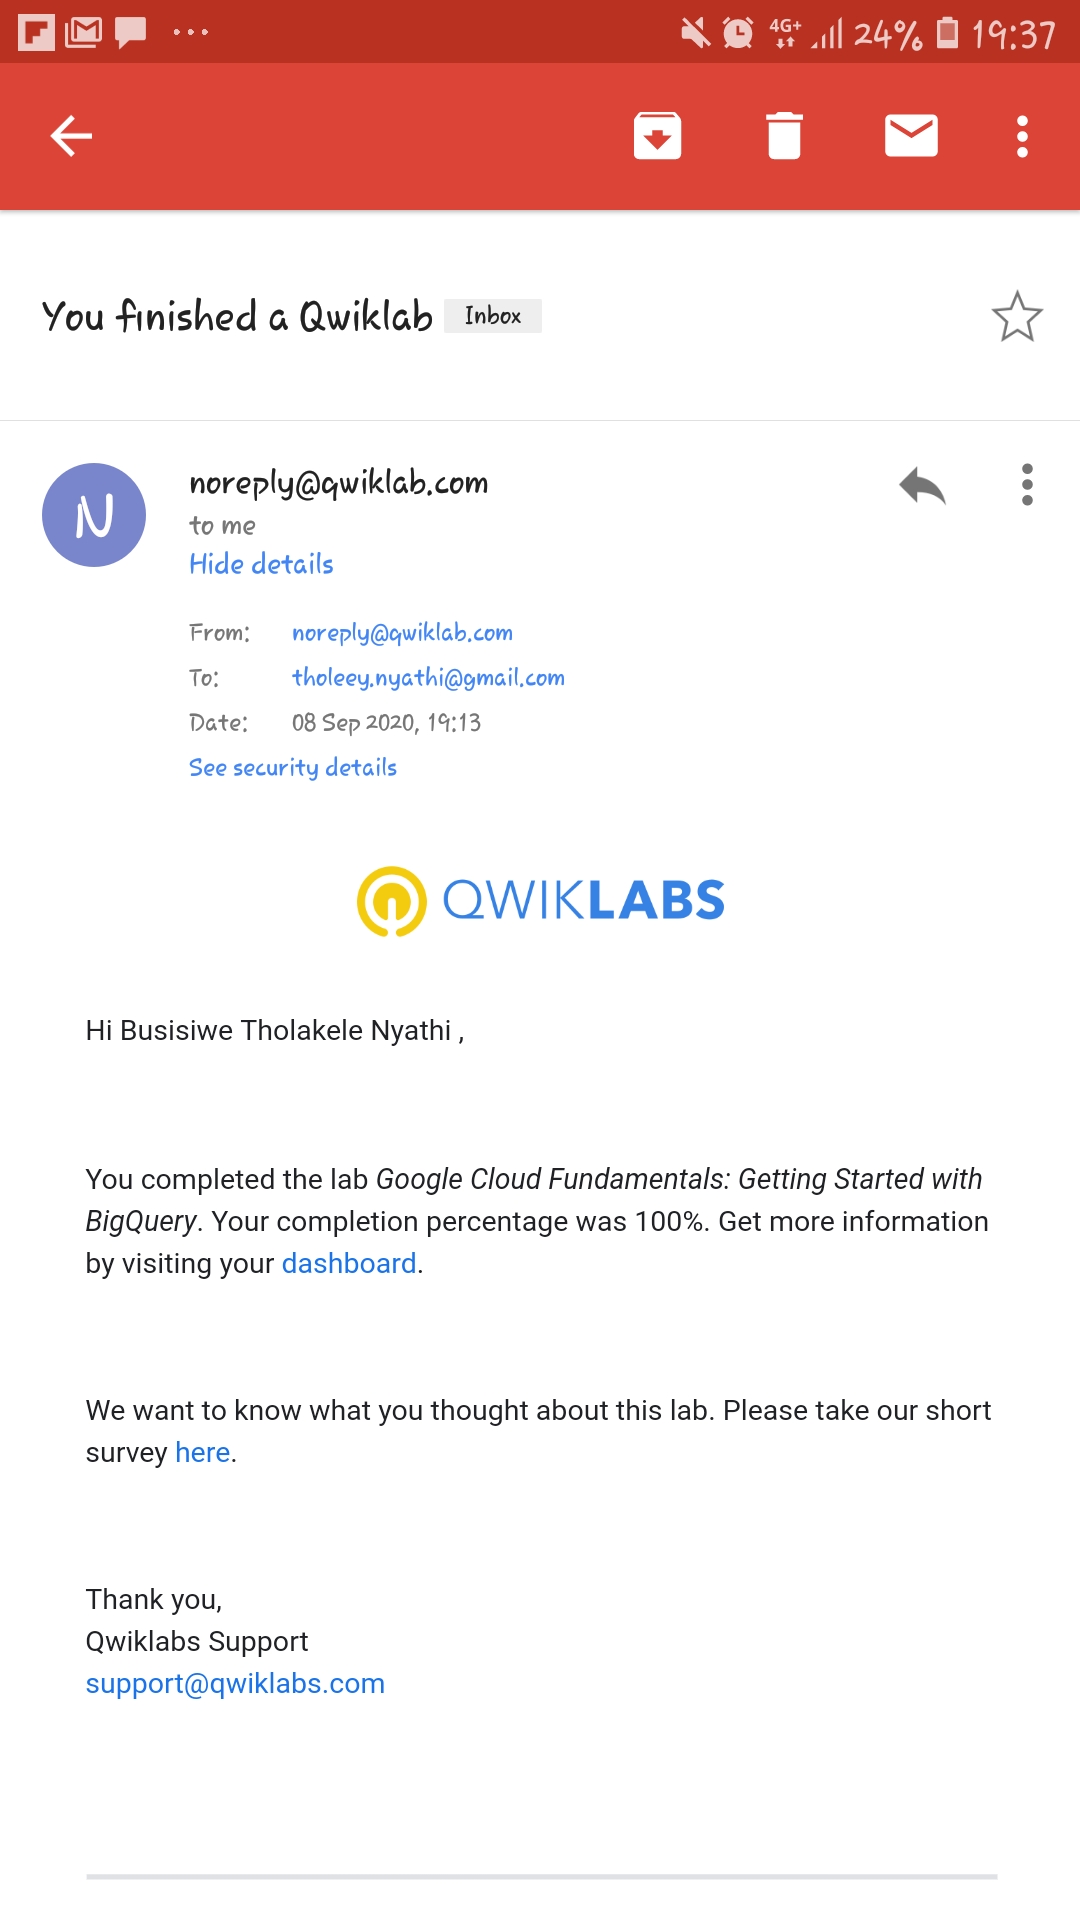 4G+ 24% 19:37
You finished a Qwiklab Inbox
N
noreply@qwiklab.com
to me
Hide details
From: noreply@qwiklab.com
To: tholeey.nyathi@gmail.com
Date: 08 Sep 2020, 19:13
See security details
QWIKLABS
Hi Busisiwe Tholakele Nyathi ,
You completed the lab Google Cloud Fundamentals: Getting Started with
BigQuery. Your completion percentage was 100%. Get more information
by visiting your dashboard.
We want to know what you thought about this lab. Please take our short
survey here.
Thank you,
Qwiklabs Support
support@qwiklabs.com